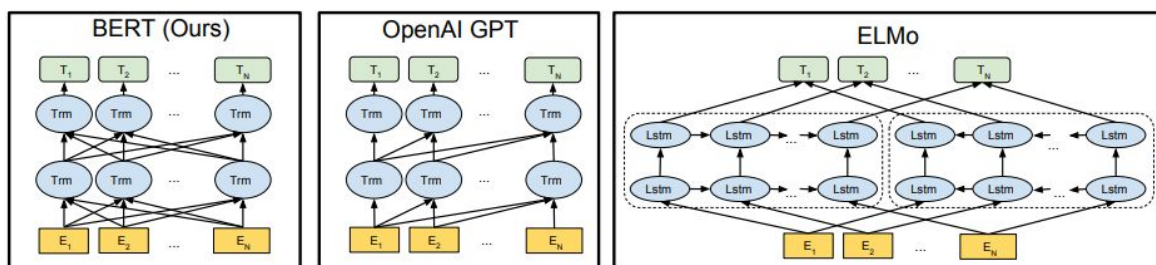 BERT (Ours)
T1 T2 ... TN
Trm Trm ... Trm
Trm Trm ... Trm
E1 E2 ... EN
OpenAI GPT
T1 T2 ... TN
Trm Trm ... Trm
Trm Trm ... Trm
E1 E2 ... EN
ELMo
T1 T2 ... TN
Lstm Lstm ... Lstm Lstm Lstm ... Lstm
Lstm Lstm ... Lstm Lstm Lstm ... Lstm
E1 E2 ... EN